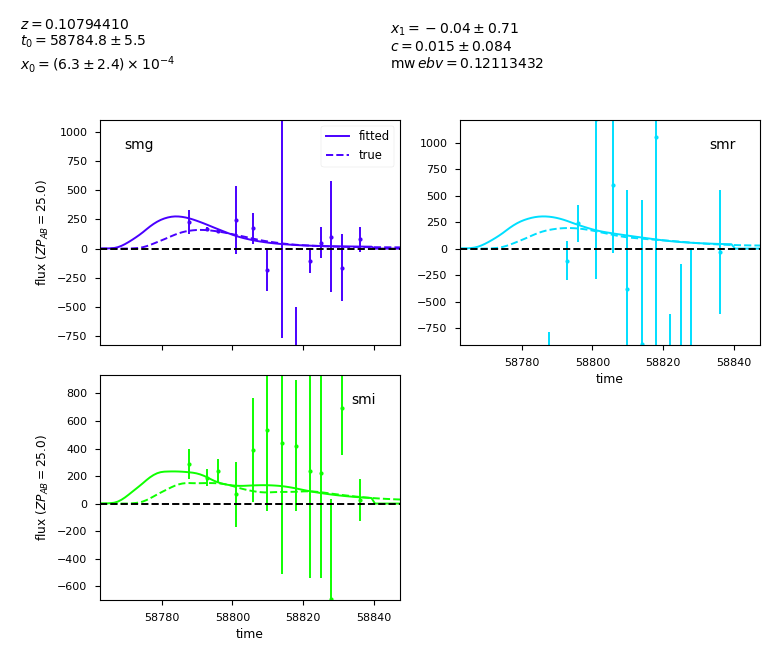 z = 0.10794410
t₀ = 58784.8 ± 5.5
x₀ = (6.3 ± 2.4) × 10⁻⁴
x₁ = −0.04 ± 0.71
c = 0.015 ± 0.084
mw ebv = 0.12113432
smg
fitted
true
1000
750
500
250
0
−250
−500
−750
flux (ZP_AB = 25.0)
smr
1000
750
500
250
0
−250
−500
−750
58780 58800 58820 58840
time
smi
800
600
400
200
0
−200
−400
−600
flux (ZP_AB = 25.0)
58780 58800 58820 58840
time